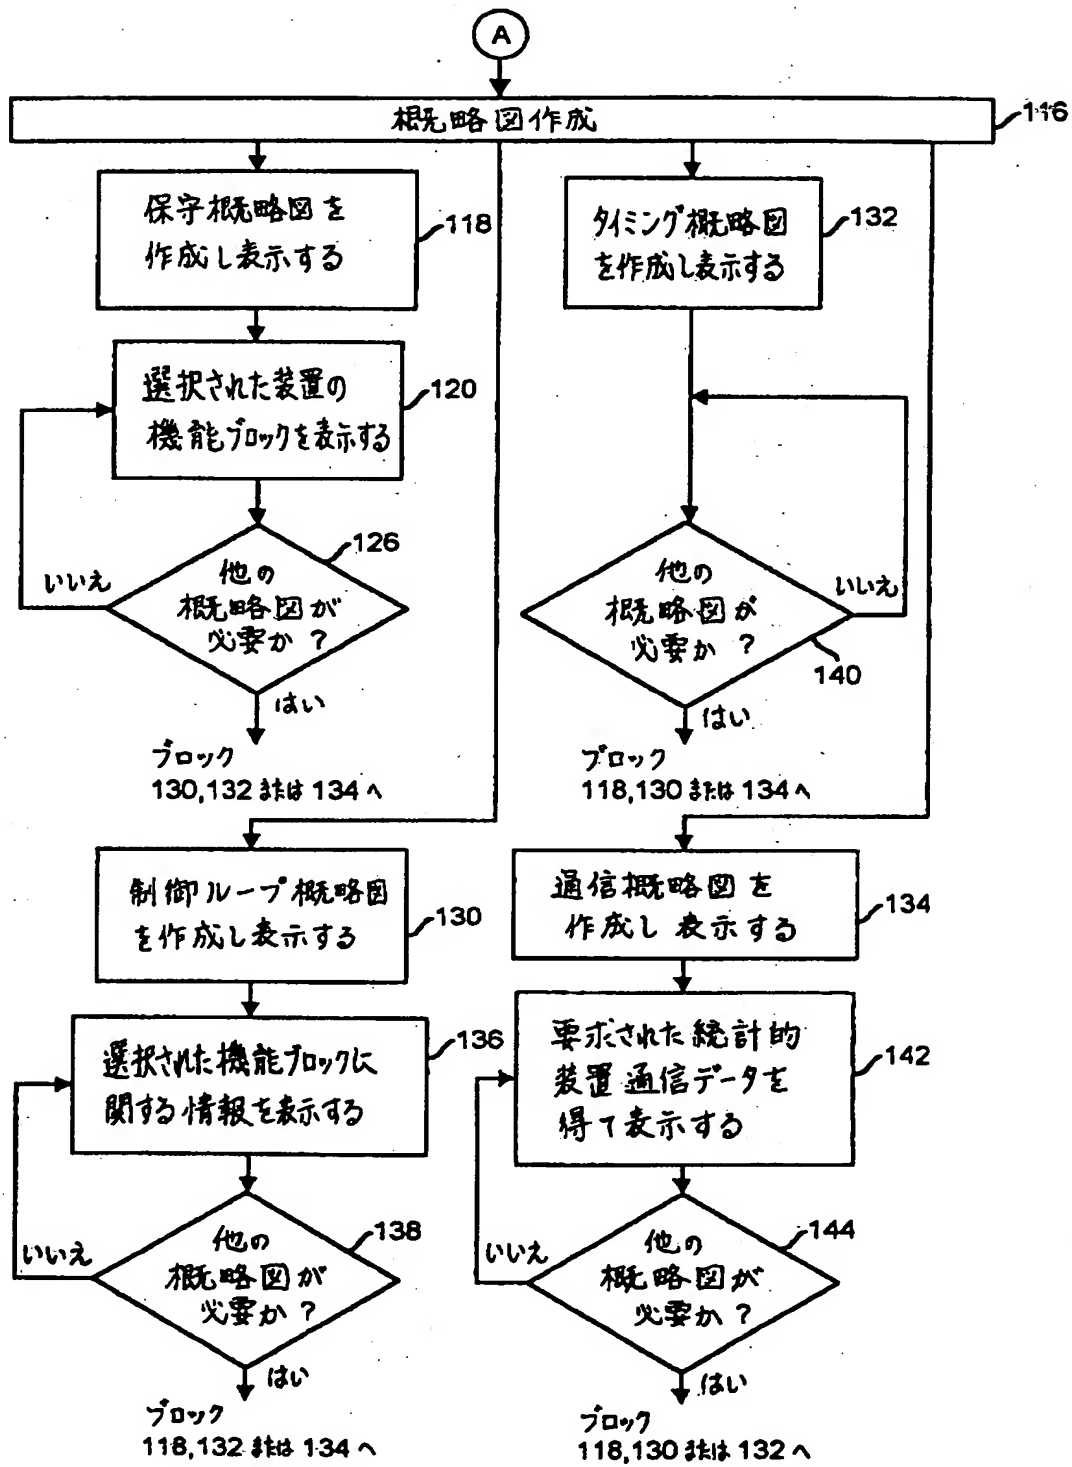 A
概略図作成
116
保守概略図を
作成し表示する
118
選択された装置の
機能ブロックを表示する
120
126
他の
概略図が
必要か?
いいえ
はい
ブロック
130,132 または 134 へ
タイミング概略図
を作成し表示する
132
他の
概略図が
必要か?
いいえ
140
はい
ブロック
118,130 または 134 へ
制御ループ概略図
を作成し表示する
130
選択された機能ブロックに
関する情報を表示する
136
138
他の
概略図が
必要か?
いいえ
はい
ブロック
118,132 または 134 へ
通信概略図を
作成し表示する
134
要求された統計的
装置通信データを
得て表示する
142
144
他の
概略図が
必要か?
いいえ
はい
ブロック
118,130 または 132 へ